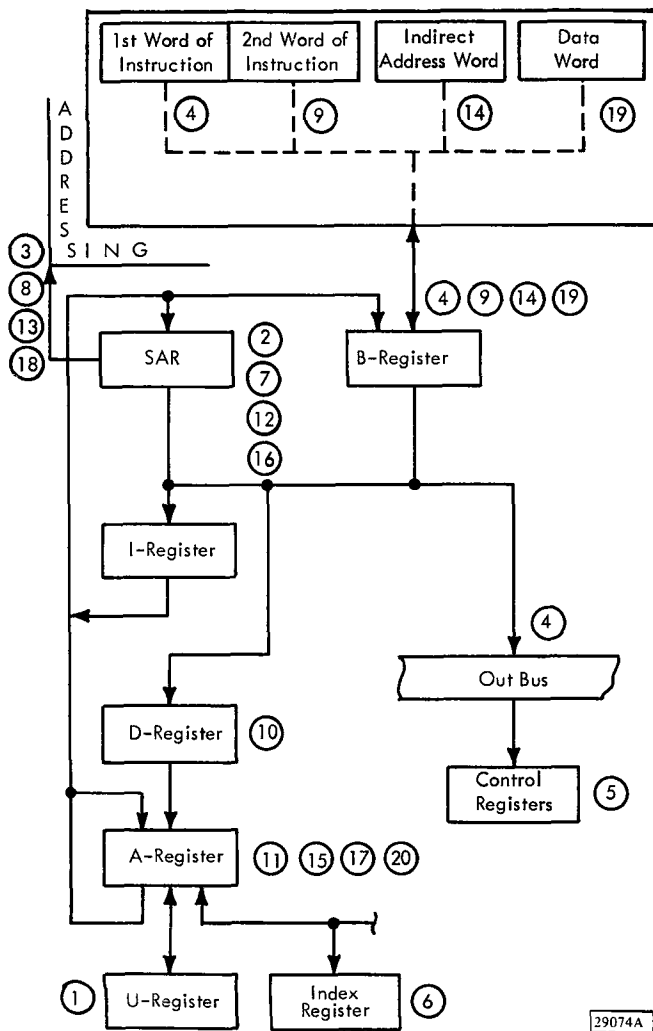 1st Word of
Instruction
2nd Word of
Instruction
Indirect
Address Word
Data
Word
4
9
14
19
ADDRES
SING
3
8
13
18
4 9 14 19
SAR
2
7
12
16
B-Register
I-Register
4
Out Bus
D-Register
10
Control
Registers
5
A-Register
11 15 17 20
1
U-Register
Index
Register
6
29074A